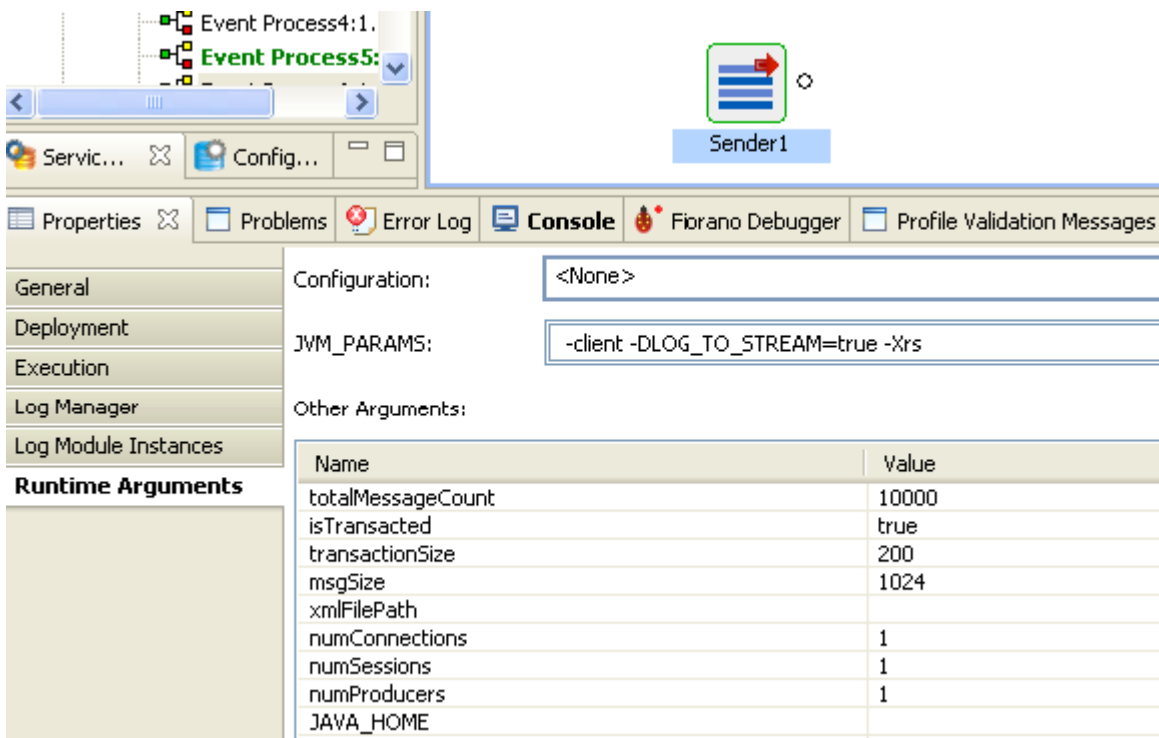 Event Process4:1.
Event Process5:
Sender1
Servic...
Config...
Properties
Problems
Error Log
Console
Fiorano Debugger
Profile Validation Messages
General
Deployment
Execution
Log Manager
Log Module Instances
Runtime Arguments
Configuration: <None>
JVM_PARAMS: -client -DLOG_TO_STREAM=true -Xrs
Other Arguments:
Name Value
totalMessageCount 10000
isTransacted true
transactionSize 200
msgSize 1024
xmlFilePath
numConnections 1
numSessions 1
numProducers 1
JAVA_HOME